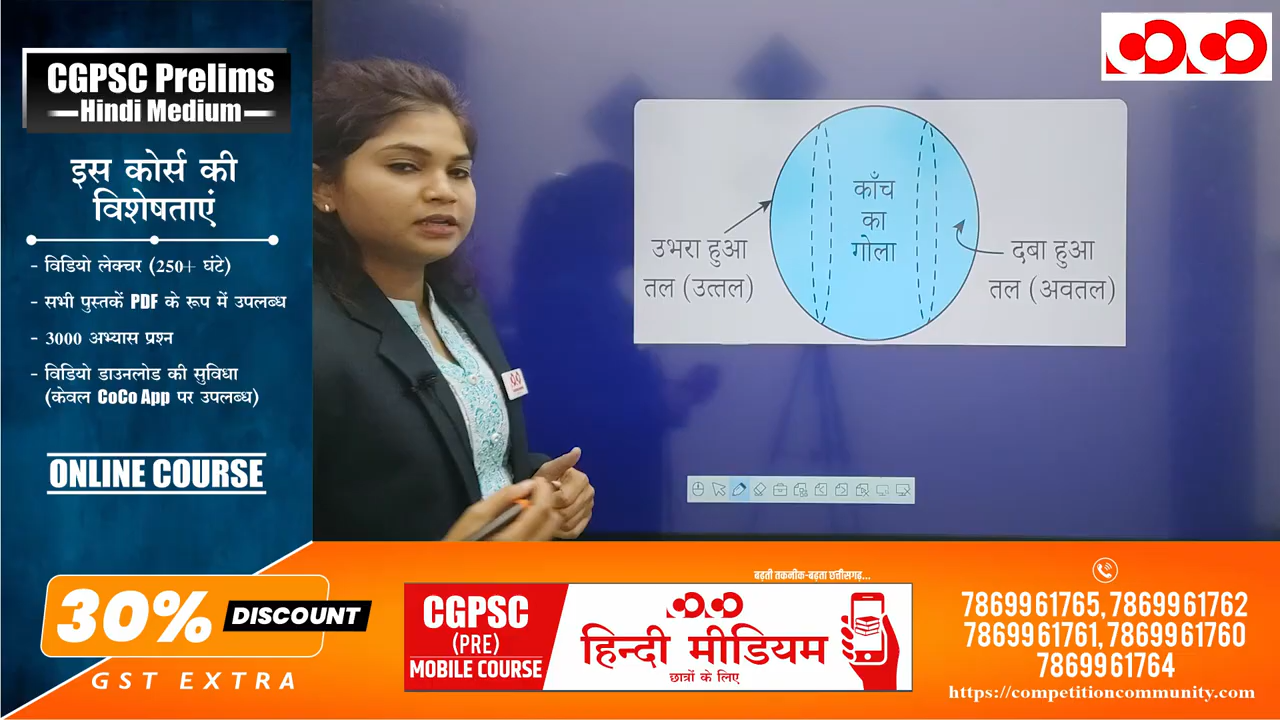 CGPSC Prelims
Hindi Medium
इस कोर्स की
विशेषताएं
- विडियो लेक्चर (250+ घंटे)
- सभी पुस्तकें PDF के रूप में उपलब्ध
- 3000 अभ्यास प्रश्न
- विडियो डाउनलोड की सुविधा
(केवल CoCo App पर उपलब्ध)
ONLINE COURSE
काँच
का
गोला
उभरा हुआ
तल (उत्तल)
दबा हुआ
तल (अवतल)
30% DISCOUNT
GST EXTRA
बढ़ती तकनीक-बढ़ता छत्तीसगढ़...
CGPSC
(PRE)
MOBILE COURSE
हिन्दी मीडियम
छात्रों के लिए
7869961765, 7869961762
7869961761, 7869961760
7869961764
https://competitioncommunity.com